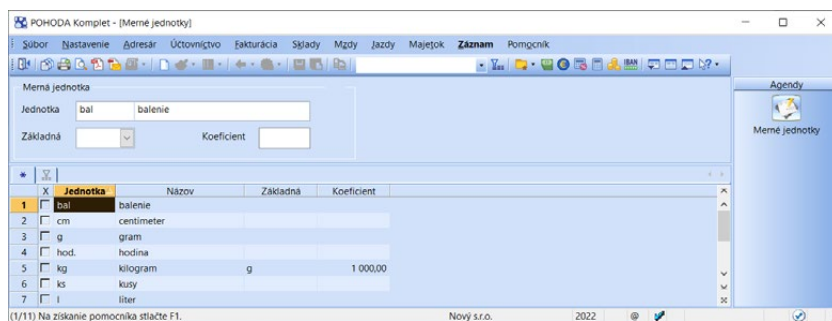 POHODA Komplet - [Merné jednotky]
Súbor Nastavenie Adresár Účtovníctvo Fakturácia Sklady Mzdy Jazdy Majetok Záznam Pomocník
IBAN
Agendy
Merné jednotky
Merná jednotka
Jednotka bal balenie
Základná Koeficient
X Jednotka Názov Základná Koeficient
1 bal balenie
2 cm centimeter
3 g gram
4 hod. hodina
5 kg kilogram g 1 000,00
6 ks kusy
7 l liter
(1/11) Na získanie pomocníka stlačte F1. Nový s.r.o. 2022 @